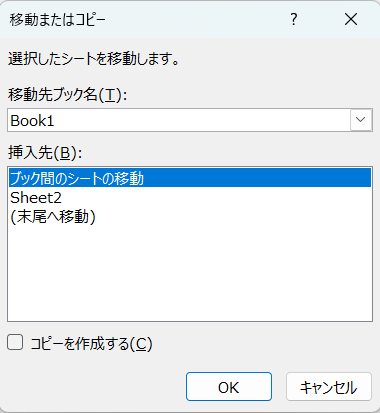 移動またはコピー
選択したシートを移動します。
移動先ブック名(T):
Book1
挿入先(B):
ブック間のシートの移動
Sheet2
(末尾へ移動)
コピーを作成する(C)
OK
キャンセル